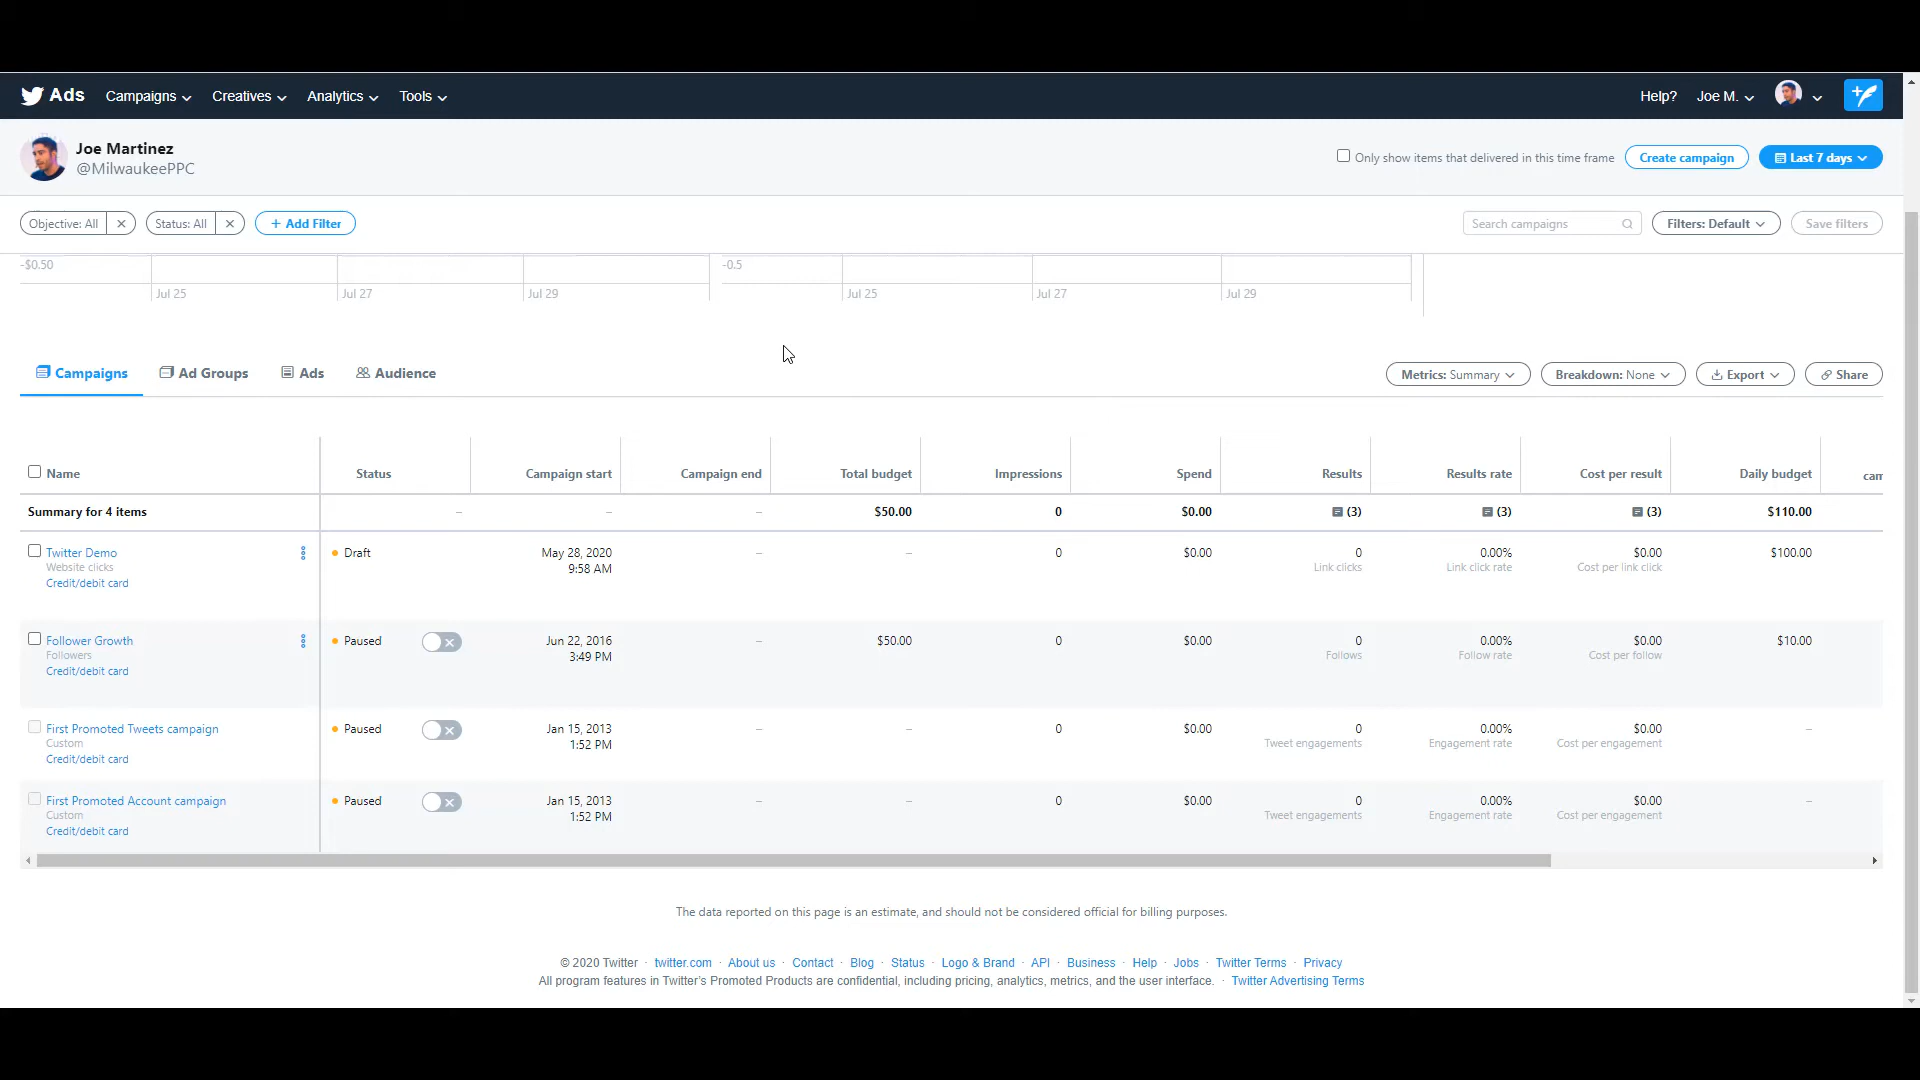 Ads Campaigns Creatives Analytics Tools Help? Joe M.
Joe Martinez
@MilwaukeePPC
Only show items that delivered in this time frame Create campaign Last 7 days
Objective: All Status: All + Add Filter Search campaigns Filters: Default Save filters
-$0.50 -0.5
Jul 25 Jul 27 Jul 29 Jul 25 Jul 27 Jul 29
Campaigns Ad Groups Ads Audience Metrics: Summary Breakdown: None Export Share
Name Status Campaign start Campaign end Total budget Impressions Spend Results Results rate Cost per result Daily budget cam
Summary for 4 items – – – $50.00 0 $0.00 (3) (3) (3) $110.00
Twitter Demo Draft May 28, 2020 – – 0 $0.00 0 0.00% $0.00 $100.00
Website clicks 9:58 AM Link clicks Link click rate Cost per link click
Credit/debit card
Follower Growth Paused Jun 22, 2016 – $50.00 0 $0.00 0 0.00% $0.00 $10.00
Followers 3:49 PM Follows Follow rate Cost per follow
Credit/debit card
First Promoted Tweets campaign Paused Jan 15, 2013 – – 0 $0.00 0 0.00% $0.00 –
Custom 1:52 PM Tweet engagements Engagement rate Cost per engagement
Credit/debit card
First Promoted Account campaign Paused Jan 15, 2013 – – 0 $0.00 0 0.00% $0.00 –
Custom 1:52 PM Tweet engagements Engagement rate Cost per engagement
Credit/debit card
The data reported on this page is an estimate, and should not be considered official for billing purposes.
© 2020 Twitter · twitter.com · About us · Contact · Blog · Status · Logo & Brand · API · Business · Help · Jobs · Twitter Terms · Privacy
All program features in Twitter's Promoted Products are confidential, including pricing, analytics, metrics, and the user interface. · Twitter Advertising Terms